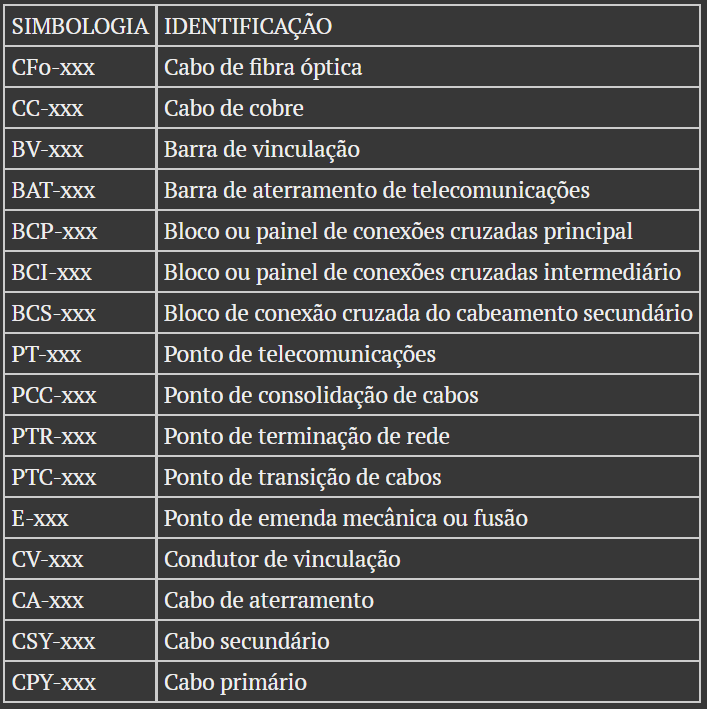 SIMBOLOGIA IDENTIFICAÇÃO
CFo-xxx Cabo de fibra óptica
CC-xxx Cabo de cobre
BV-xxx Barra de vinculação
BAT-xxx Barra de aterramento de telecomunicações
BCP-xxx Bloco ou painel de conexões cruzadas principal
BCI-xxx Bloco ou painel de conexões cruzadas intermediário
BCS-xxx Bloco de conexão cruzada do cabeamento secundário
PT-xxx Ponto de telecomunicações
PCC-xxx Ponto de consolidação de cabos
PTR-xxx Ponto de terminação de rede
PTC-xxx Ponto de transição de cabos
E-xxx Ponto de emenda mecânica ou fusão
CV-xxx Condutor de vinculação
CA-xxx Cabo de aterramento
CSY-xxx Cabo secundário
CPY-xxx Cabo primário